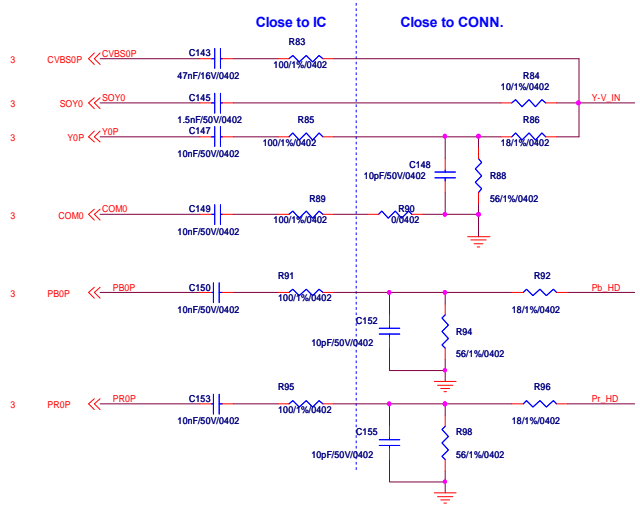 Close to IC Close to CONN.
R83
3 CVBS0P CVBS0P C143
100/1%/0402
47nF/16V/0402
R84
3 SOY0 SOY0 C145 10/1%/0402 Y-V_IN
1.5nF/50V/0402
R85 R86
3 Y0P Y0P C147
100/1%/0402 18/1%/0402
10nF/50V/0402
C148
10pF/50V/0402
R88
56/1%/0402
R89 R90
3 COM0 COM0 C149
100/1%/0402 0/0402
10nF/50V/0402
R91 R92
3 PB0P PB0P C150 Pb_HD
100/1%/0402 18/1%/0402
10nF/50V/0402
C152
R94
10pF/50V/0402
56/1%/0402
R95 R96
3 PR0P PR0P C153 Pr_HD
100/1%/0402 18/1%/0402
10nF/50V/0402
C155 R98
10pF/50V/0402 56/1%/0402